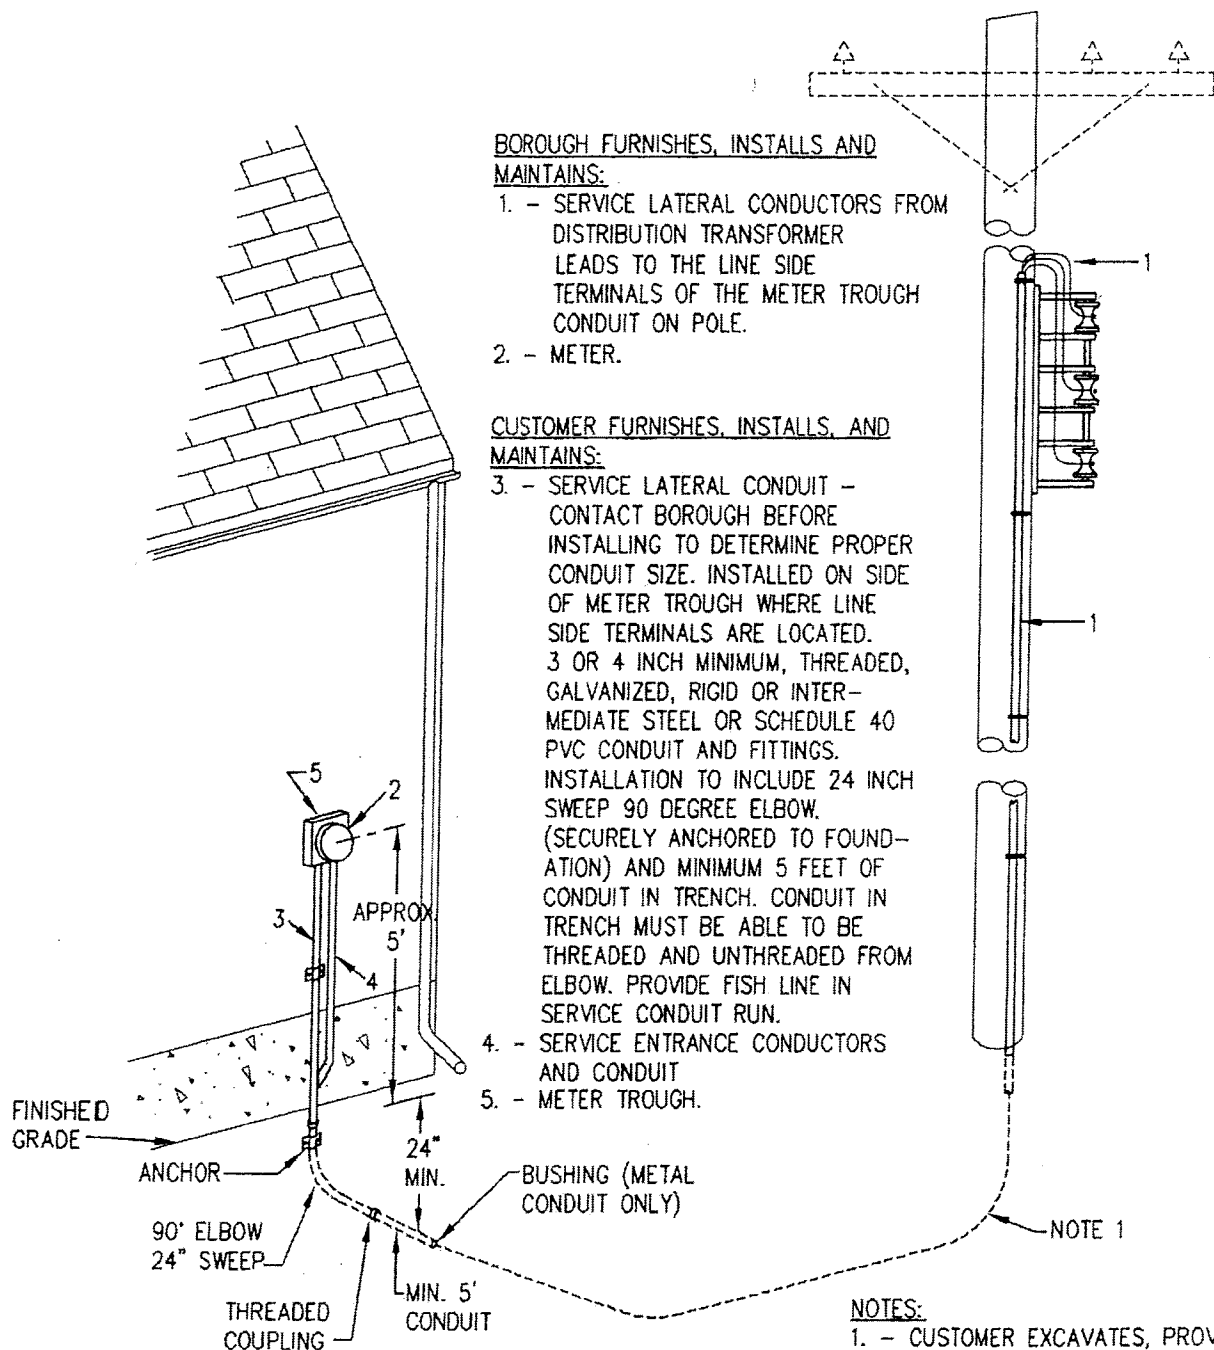 BOROUGH FURNISHES, INSTALLS AND
MAINTAINS:
1. - SERVICE LATERAL CONDUCTORS FROM
DISTRIBUTION TRANSFORMER
LEADS TO THE LINE SIDE
TERMINALS OF THE METER TROUGH
CONDUIT ON POLE.
2. - METER.
CUSTOMER FURNISHES, INSTALLS, AND
MAINTAINS:
3. - SERVICE LATERAL CONDUIT -
CONTACT BOROUGH BEFORE
INSTALLING TO DETERMINE PROPER
CONDUIT SIZE. INSTALLED ON SIDE
OF METER TROUGH WHERE LINE
SIDE TERMINALS ARE LOCATED.
3 OR 4 INCH MINIMUM, THREADED,
GALVANIZED, RIGID OR INTER-
MEDIATE STEEL OR SCHEDULE 40
PVC CONDUIT AND FITTINGS.
INSTALLATION TO INCLUDE 24 INCH
SWEEP 90 DEGREE ELBOW.
(SECURELY ANCHORED TO FOUND-
ATION) AND MINIMUM 5 FEET OF
CONDUIT IN TRENCH. CONDUIT IN
TRENCH MUST BE ABLE TO BE
THREADED AND UNTHREADED FROM
ELBOW. PROVIDE FISH LINE IN
SERVICE CONDUIT RUN.
4. - SERVICE ENTRANCE CONDUCTORS
AND CONDUIT
5. - METER TROUGH.
1
1
5
2
3
APPROX.
5'
4
FINISHED
GRADE
ANCHOR
24"
MIN.
BUSHING (METAL
CONDUIT ONLY)
90° ELBOW
24" SWEEP
NOTE 1
MIN. 5'
CONDUIT
THREADED
COUPLING
NOTES:
1. - CUSTOMER EXCAVATES,